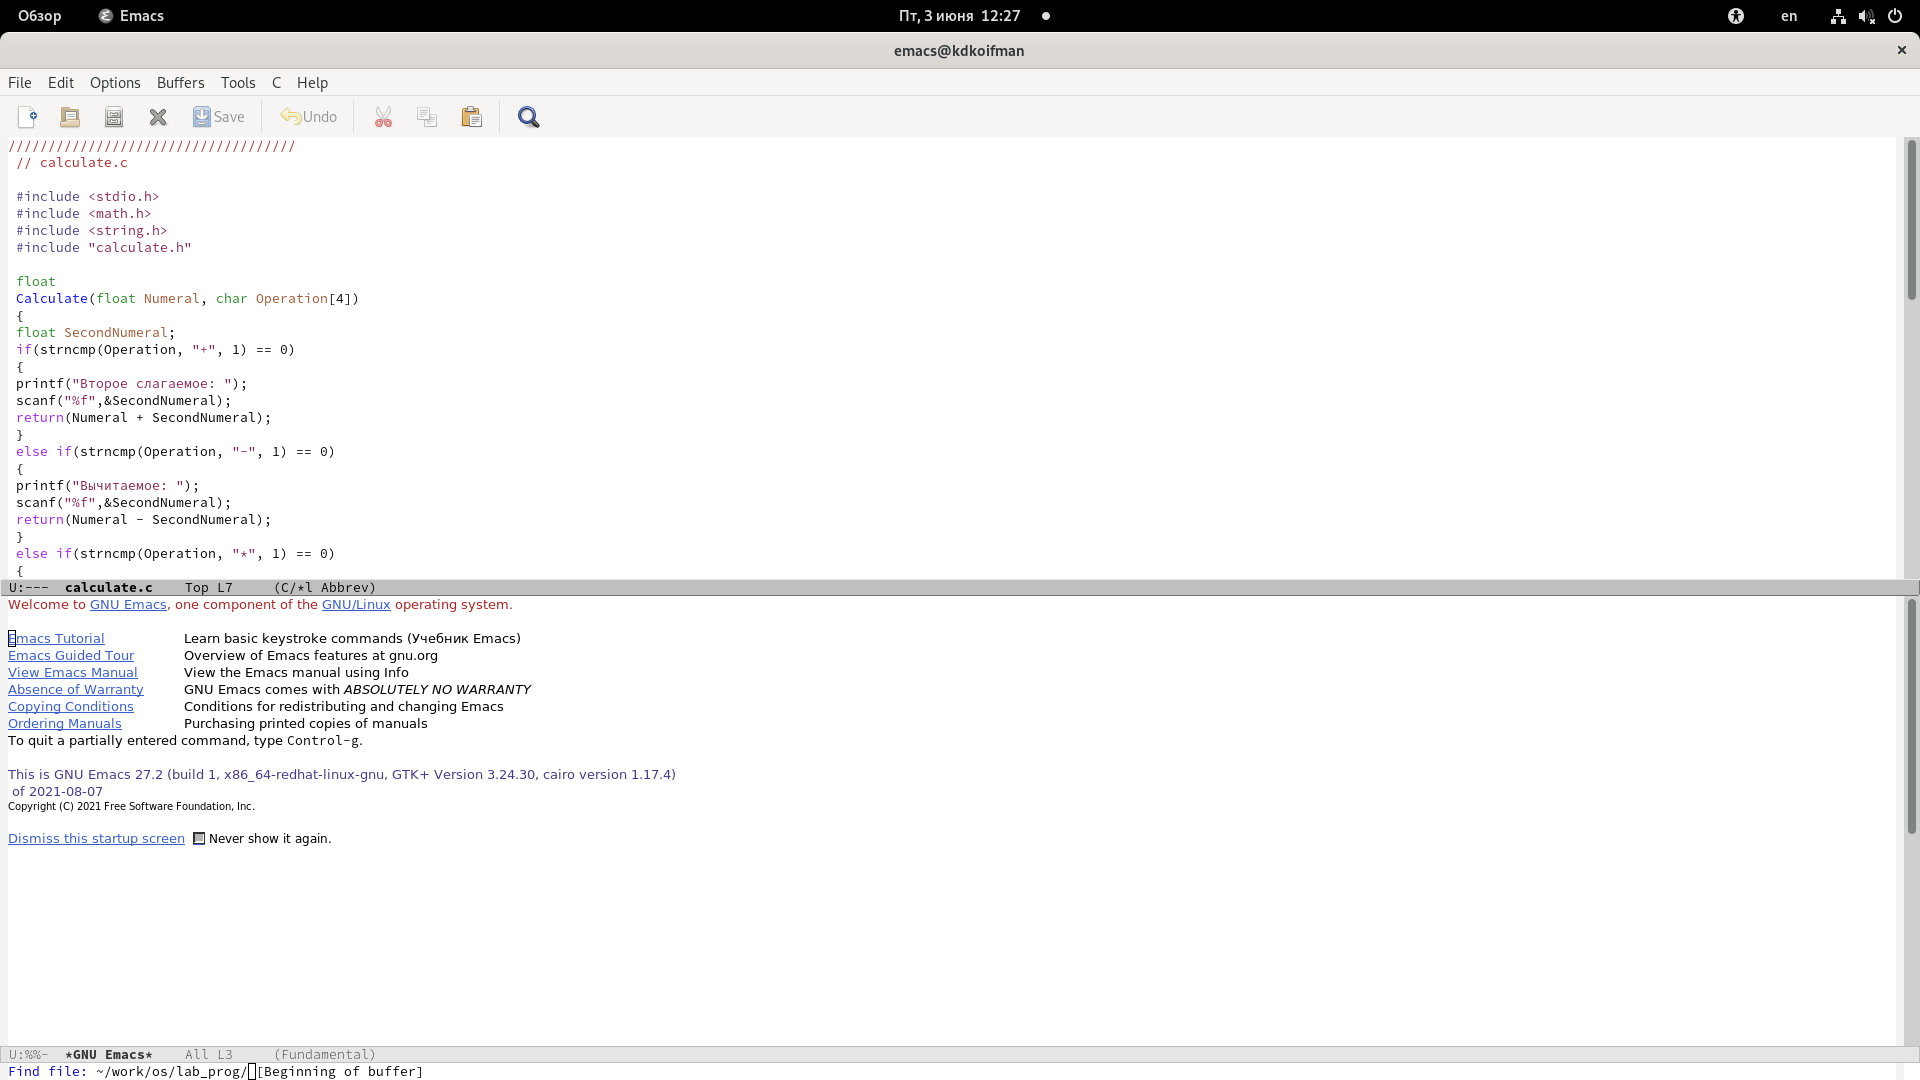 Обзор Emacs Пт, 3 июня 12:27 en
emacs@kdkoifman
File Edit Options Buffers Tools C Help
Save Undo
////////////////////////////////////
// calculate.c
#include <stdio.h>
#include <math.h>
#include <string.h>
#include "calculate.h"
float
Calculate(float Numeral, char Operation[4])
{
float SecondNumeral;
if(strncmp(Operation, "+", 1) == 0)
{
printf("Второе слагаемое: ");
scanf("%f",&SecondNumeral);
return(Numeral + SecondNumeral);
}
else if(strncmp(Operation, "-", 1) == 0)
{
printf("Вычитаемое: ");
scanf("%f",&SecondNumeral);
return(Numeral - SecondNumeral);
}
else if(strncmp(Operation, "*", 1) == 0)
{
U:--- calculate.c Top L7 (C/*l Abbrev)
Welcome to GNU Emacs, one component of the GNU/Linux operating system.
Emacs Tutorial Learn basic keystroke commands (Учебник Emacs)
Emacs Guided Tour Overview of Emacs features at gnu.org
View Emacs Manual View the Emacs manual using Info
Absence of Warranty GNU Emacs comes with ABSOLUTELY NO WARRANTY
Copying Conditions Conditions for redistributing and changing Emacs
Ordering Manuals Purchasing printed copies of manuals
To quit a partially entered command, type Control-g.
This is GNU Emacs 27.2 (build 1, x86_64-redhat-linux-gnu, GTK+ Version 3.24.30, cairo version 1.17.4)
of 2021-08-07
Copyright (C) 2021 Free Software Foundation, Inc.
Dismiss this startup screen Never show it again.
U:%%- *GNU Emacs* All L3 (Fundamental)
Find file: ~/work/os/lab_prog/ [Beginning of buffer]